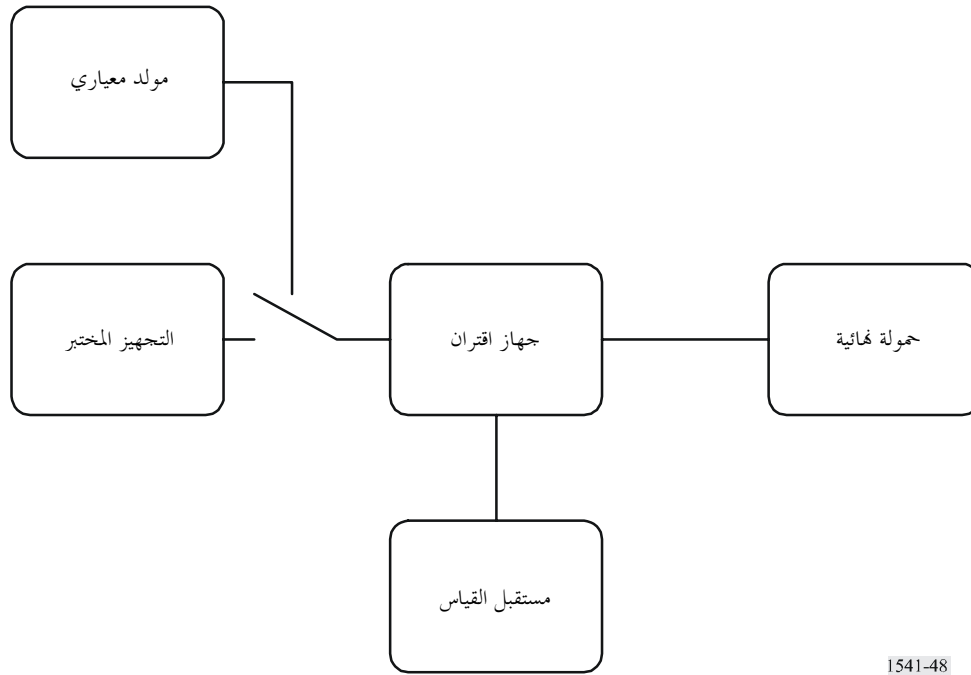 مولد معياري
التجهيز المختبر
جهاز اقتران
حمولة نهائية
مستقبل القياس
1541-48